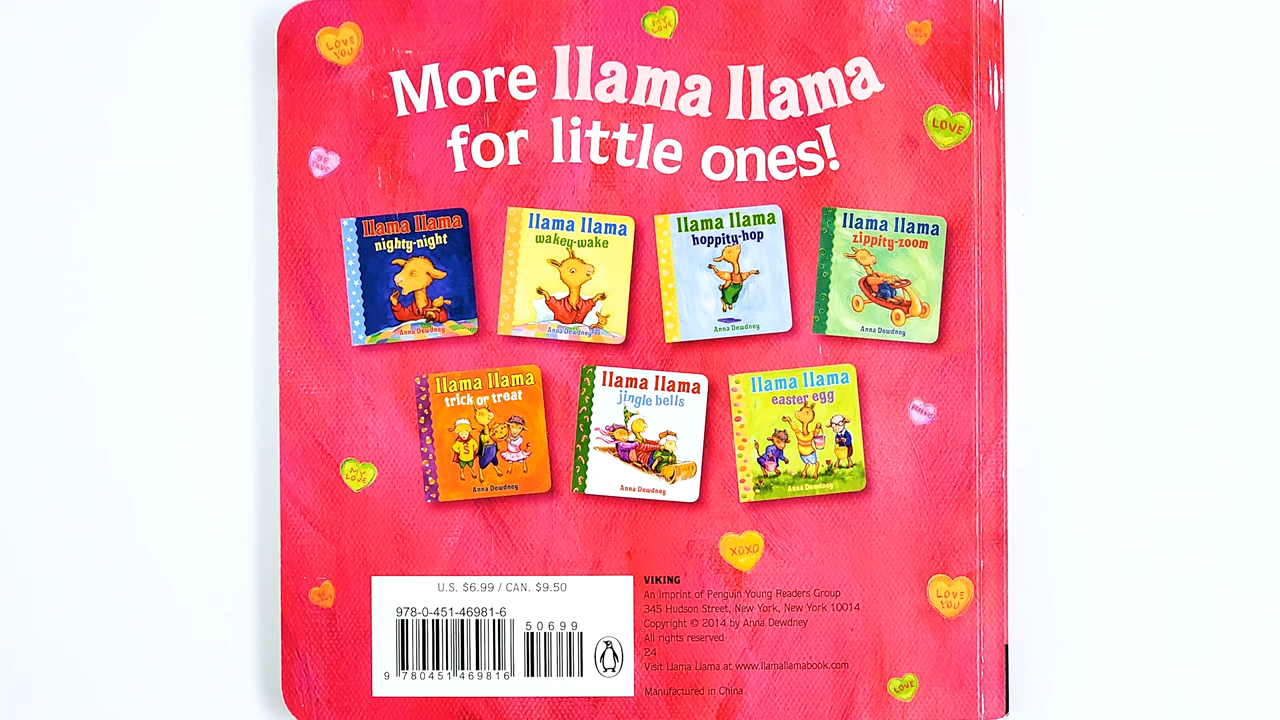 LOVE
YOU
MY
LOVE
More llama llama
for little ones!
LOVE
BE
llama llama
nighty-night
Anna Dewdney
llama llama
wakey-wake
Anna Dewdney
llama llama
hoppity-hop
Anna Dewdney
llama llama
zippity-zoom
Anna Dewdney
llama llama
trick or treat
S
Anna Dewdney
llama llama
jingle bells
Anna Dewdney
llama llama
easter egg
Anna Dewdney
MY
LOVE
XOXO
LOVE
YOU
LOVE
U.S. $6.99 / CAN. $9.50
978-0-451-46981-6
50699
9 780451 469816
VIKING
An Imprint of Penguin Young Readers Group
345 Hudson Street, New York, New York 10014
Copyright © 2014 by Anna Dewdney
All rights reserved
24
Visit Llama Llama at www.llamallamabook.com
Manufactured in China